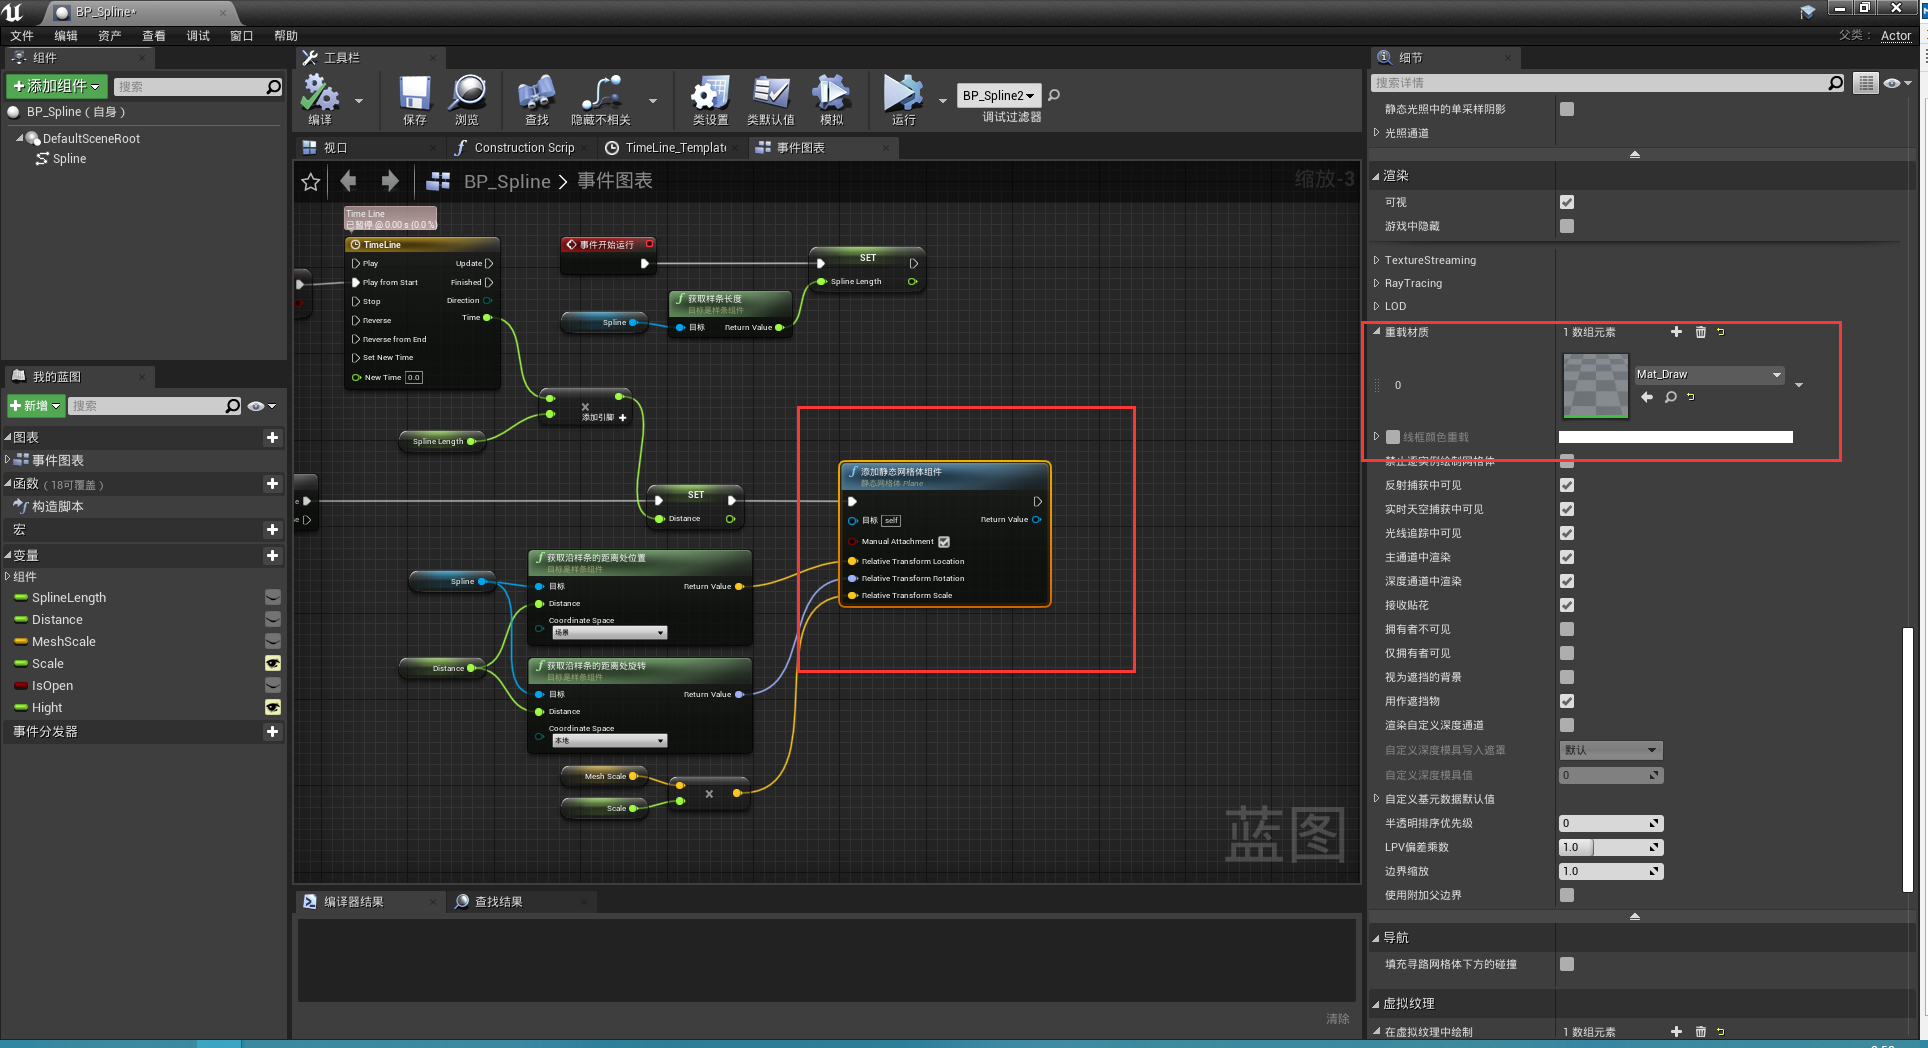 BP_Spline*
文件 编辑 资产 查看 调试 窗口 帮助
父类： Actor
组件
添加组件
搜索
BP_Spline ( 自身 )
DefaultSceneRoot
Spline
我的蓝图
新增
搜索
图表
事件图表
函数 ( 18可覆盖 )
构造脚本
宏
变量
组件
SplineLength
Distance
MeshScale
Scale
IsOpen
Hight
事件分发器
工具栏
编译
保存
浏览
查找
隐藏不相关
类设置
类默认值
模拟
运行
BP_Spline2
调试过滤器
视口
Construction Scrip
TimeLine_Template
事件图表
BP_Spline > 事件图表
缩放-3
Time Line
已暂停 @ 0.00 s (0.0 %)
TimeLine
Play
Update
Play from Start
Finished
Stop
Direction
Reverse
Time
Reverse from End
Set New Time
New Time 0.0
事件开始运行
SET
Spline Length
获取样条长度
目标是样条组件
Spline
目标
Return Value
添加引脚
Spline Length
SET
Distance
添加静态网格体组件
静态网格体 Plane
目标 self
Return Value
Manual Attachment
Relative Transform Location
Relative Transform Rotation
Relative Transform Scale
获取沿样条的距离处位置
目标是样条组件
Spline
目标
Return Value
Distance
Coordinate Space
场景
获取沿样条的距离处旋转
目标是样条组件
Distance
目标
Return Value
Distance
Coordinate Space
本地
Mesh Scale
Scale
蓝图
编译器结果
查找结果
清除
细节
搜索详情
静态光照中的单采样阴影
光照通道
渲染
可视
游戏中隐藏
TextureStreaming
RayTracing
LOD
重载材质
1 数组元素
0
Mat_Draw
线框颜色重载
禁止逐实例绘制网格体
反射捕获中可见
实时天空捕获中可见
光线追踪中可见
主通道中渲染
深度通道中渲染
接收贴花
拥有者不可见
仅拥有者可见
视为遮挡的背景
用作遮挡物
渲染自定义深度通道
自定义深度模具写入遮罩
默认
自定义深度模具值
0
自定义基元数据默认值
半透明排序优先级
0
LPV偏差乘数
1.0
边界缩放
1.0
使用附加父边界
导航
填充寻路网格体下方的碰撞
虚拟纹理
在虚拟纹理中绘制
1 数组元素